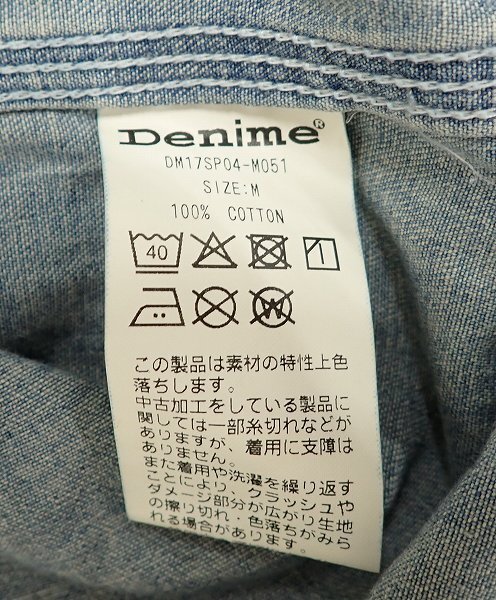 Denime®
DM17SP04-M051
SIZE:M
100% COTTON
40
W
この製品は素材の特性上色
落ちします。
中古加工をしている製品に
関しては一部糸切れなどが
ありますが、着用に支障は
ありません。
また着用や洗濯を繰り返す
ことにより、クラッシュや
ダメージ部分が広がり生地
の擦り切れ・色落ちがみら
れる場合があります。